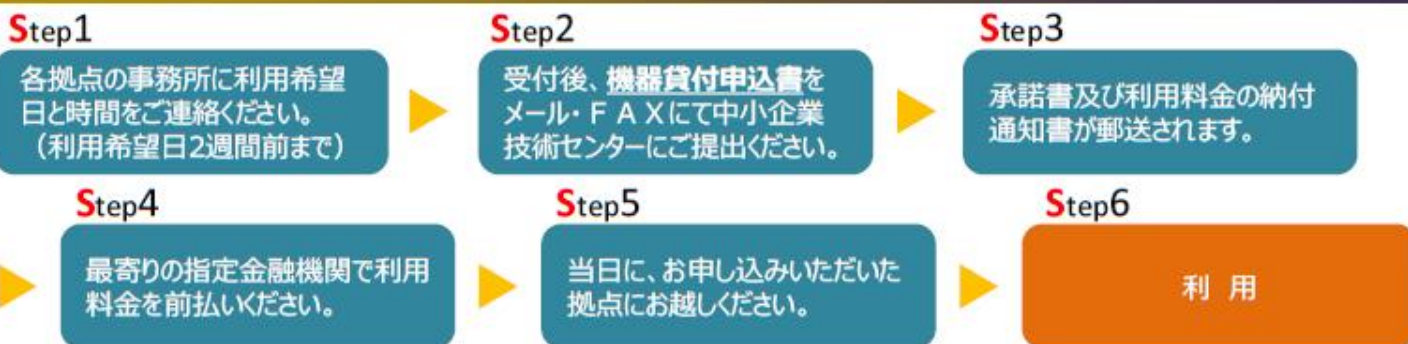 Step1
各拠点の事務所に利用希望
日と時間をご連絡ください。
（利用希望日2週間前まで）
Step2
受付後、機器貸付申込書を
メール・ＦＡＸにて中小企業
技術センターにご提出ください。
Step3
承諾書及び利用料金の納付
通知書が郵送されます。
Step4
最寄りの指定金融機関で利用
料金を前払いください。
Step5
当日に、お申し込みいただいた
拠点にお越しください。
Step6
利 用